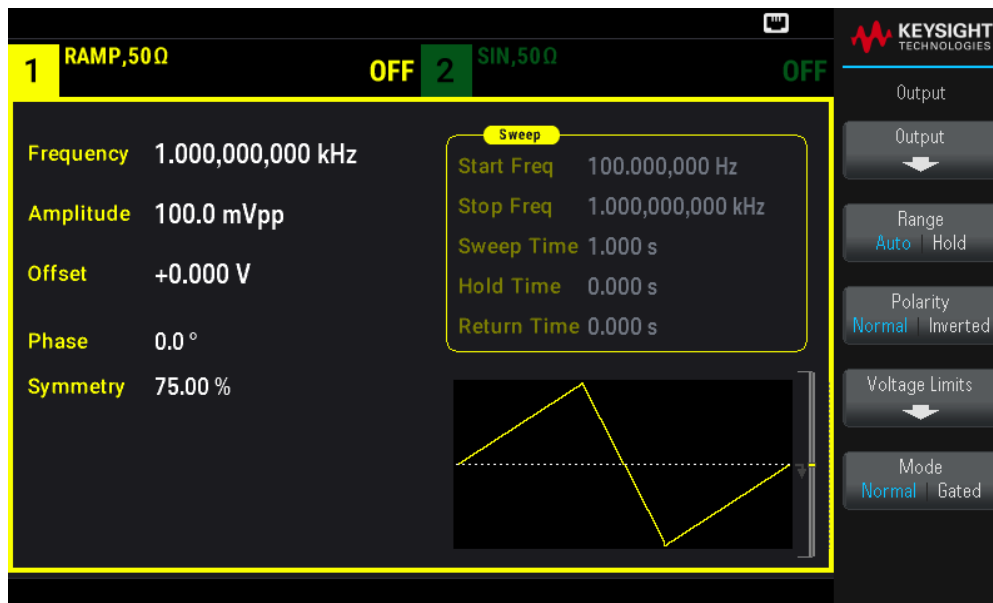 KEYSIGHT
TECHNOLOGIES
1 RAMP,50Ω OFF 2 SIN,50Ω OFF
Frequency 1.000,000,000 kHz
Amplitude 100.0 mVpp
Offset +0.000 V
Phase 0.0 °
Symmetry 75.00 %
Sweep
Start Freq 100.000,000 Hz
Stop Freq 1.000,000,000 kHz
Sweep Time 1.000 s
Hold Time 0.000 s
Return Time 0.000 s
Output
Output
Range
Auto | Hold
Polarity
Normal | Inverted
Voltage Limits
Mode
Normal | Gated